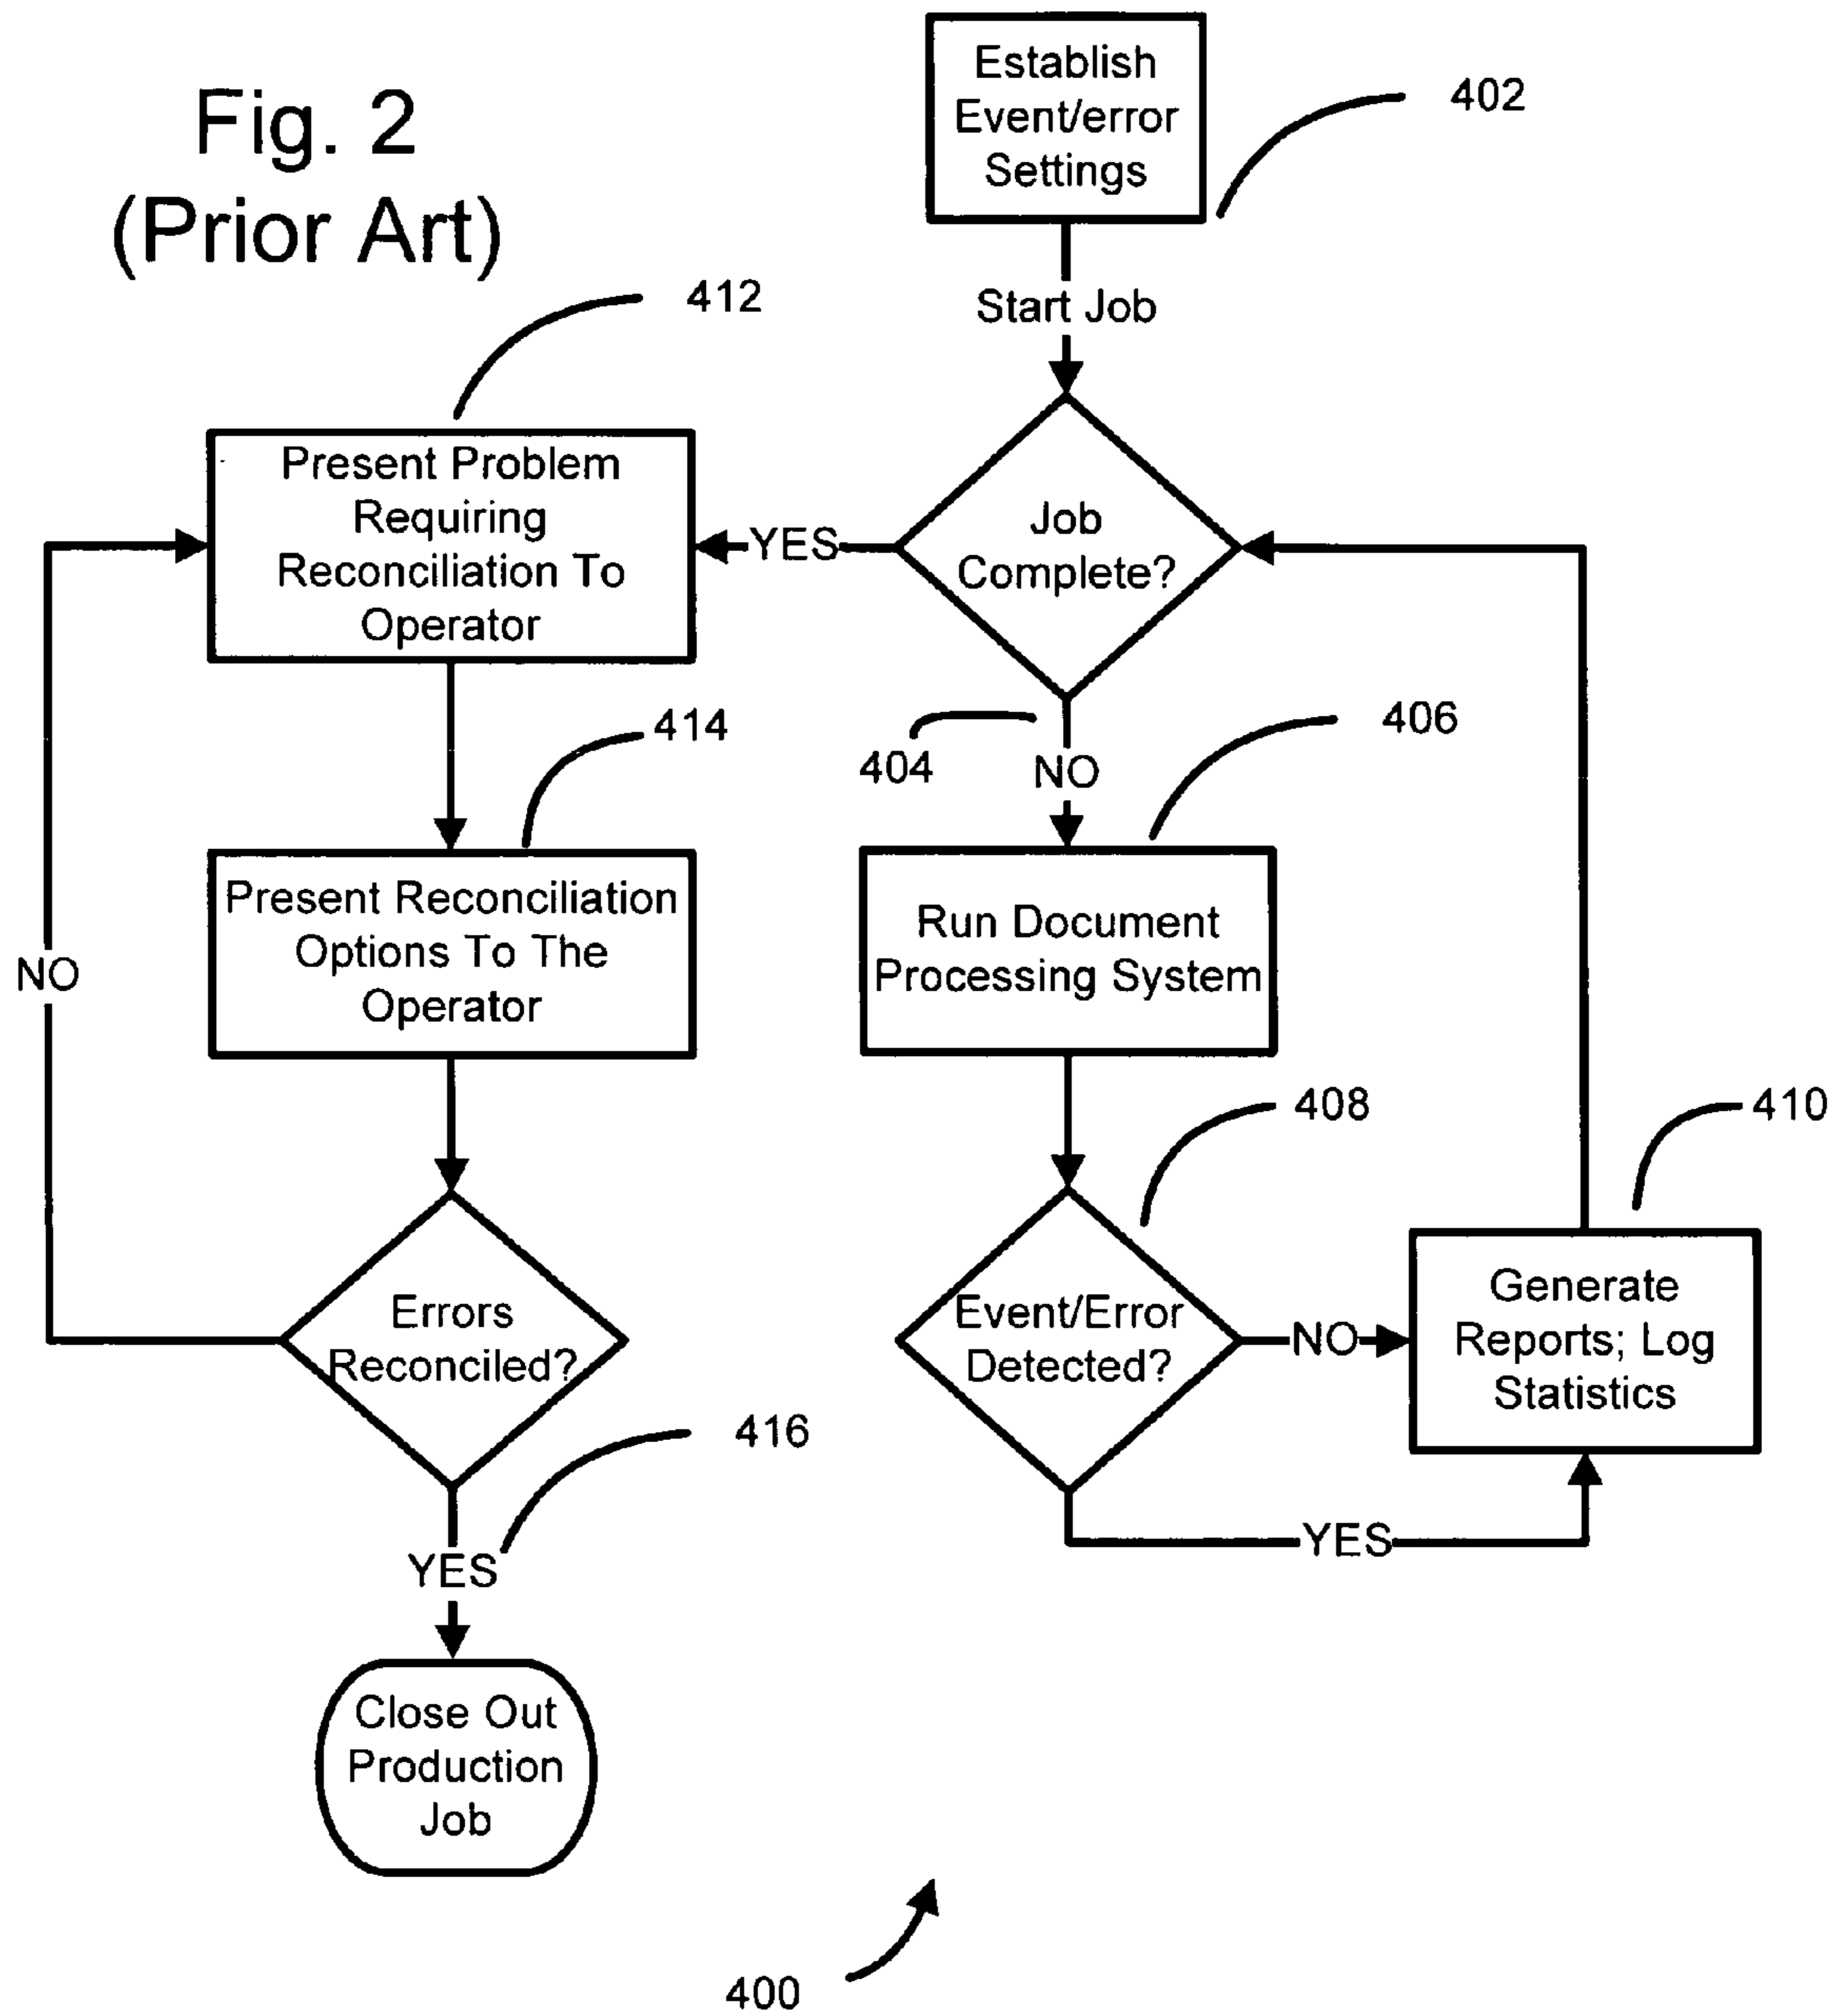 Fig. 2
(Prior Art)
Establish
Event/error
Settings
402
Start Job
412
Present Problem
Requiring
Reconciliation To
Operator
YES
Job
Complete?
414
404
NO
406
Present Reconciliation
Options To The
Operator
NO
Run Document
Processing System
408
410
Errors
Reconciled?
Event/Error
Detected?
NO
Generate
Reports; Log
Statistics
416
YES
YES
Close Out
Production
Job
400